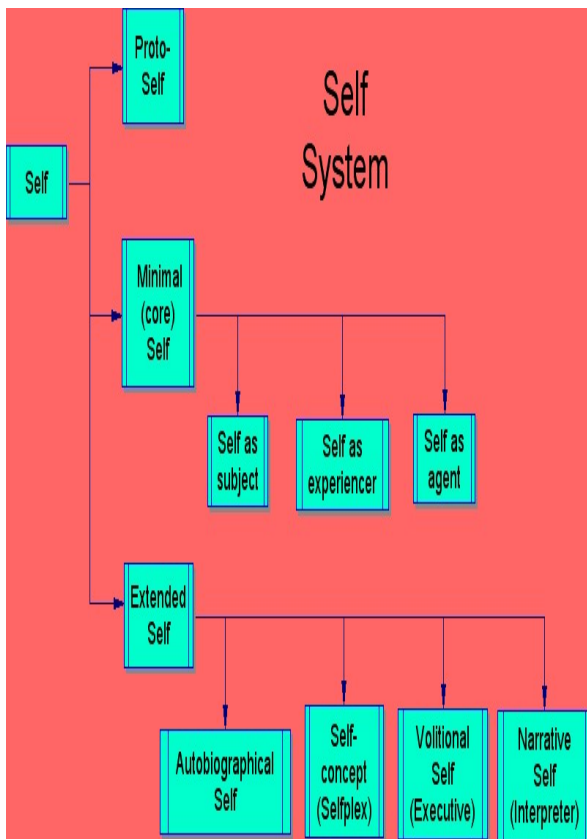 Proto-
Self
Self
System
Self
Minimal
(core)
Self
Self as
subject
Self as
experiencer
Self as
agent
Extended
Self
Autobiographical
Self
Self-
concept
(Selfplex)
Volitional
Self
(Executive)
Narrative
Self
(Interpreter)